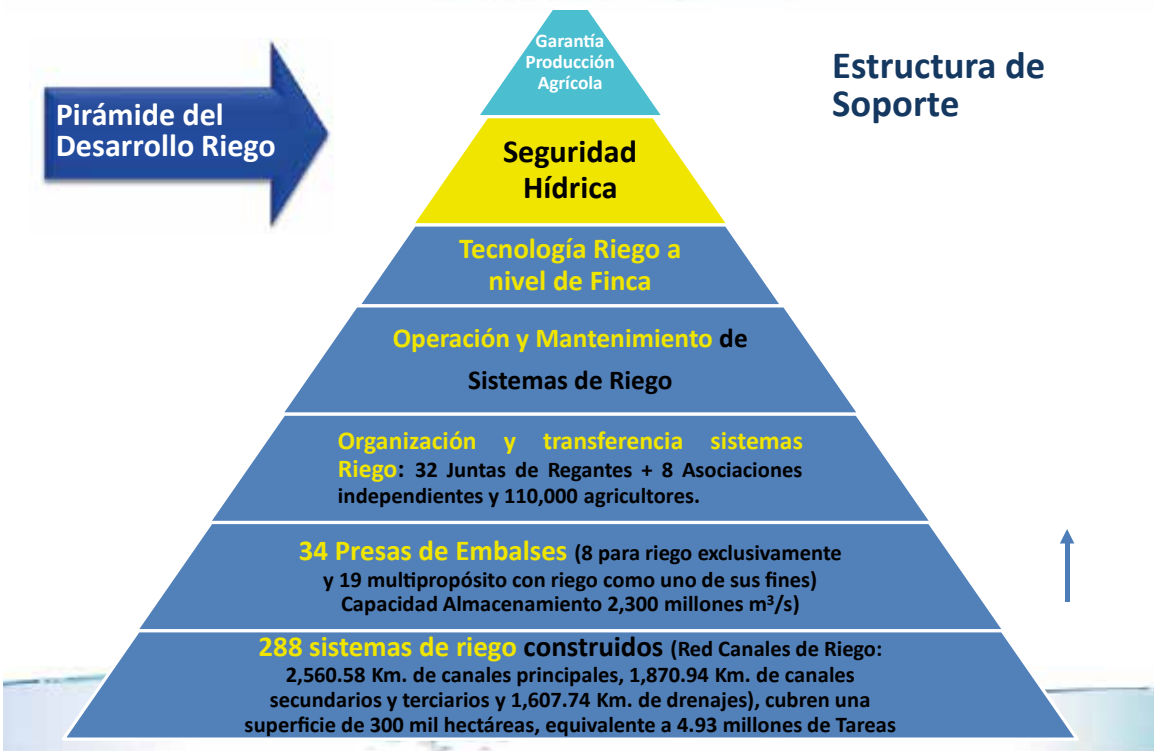 Pirámide del
Desarrollo Riego
Estructura de
Soporte
Garantía
Producción
Agrícola
Seguridad
Hídrica
Tecnología Riego a
nivel de Finca
Operación y Mantenimiento de
Sistemas de Riego
Organización y transferencia sistemas
Riego: 32 Juntas de Regantes + 8 Asociaciones
independientes y 110,000 agricultores.
34 Presas de Embalses (8 para riego exclusivamente
y 19 multipropósito con riego como uno de sus fines)
Capacidad Almacenamiento 2,300 millones m³/s)
288 sistemas de riego construidos (Red Canales de Riego:
2,560.58 Km. de canales principales, 1,870.94 Km. de canales
secundarios y terciarios y 1,607.74 Km. de drenajes), cubren una
superficie de 300 mil hectáreas, equivalente a 4.93 millones de Tareas